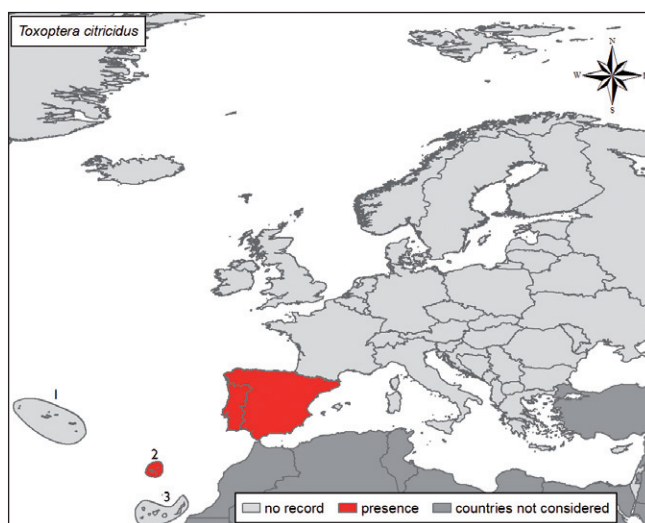 Toxoptera citricidus
N
W E
S
1
2
3
no record presence countries not considered